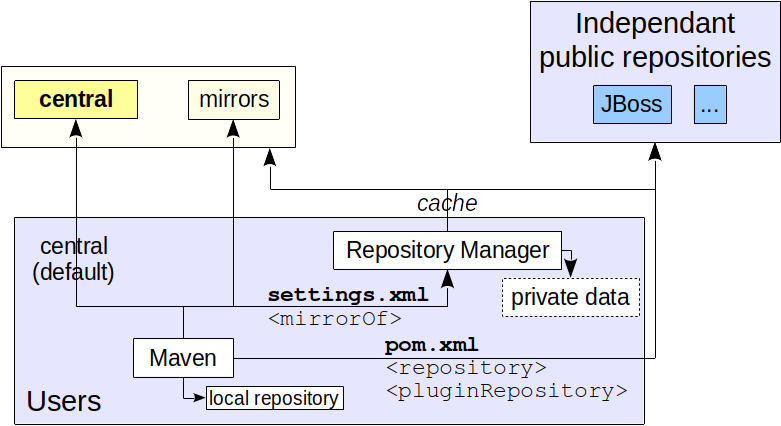 Independant
public repositories
JBoss
...
central
mirrors
cache
central
(default)
Repository Manager
private data
settings.xml
<mirrorOf>
Maven
pom.xml
<repository>
<pluginRepository>
local repository
Users